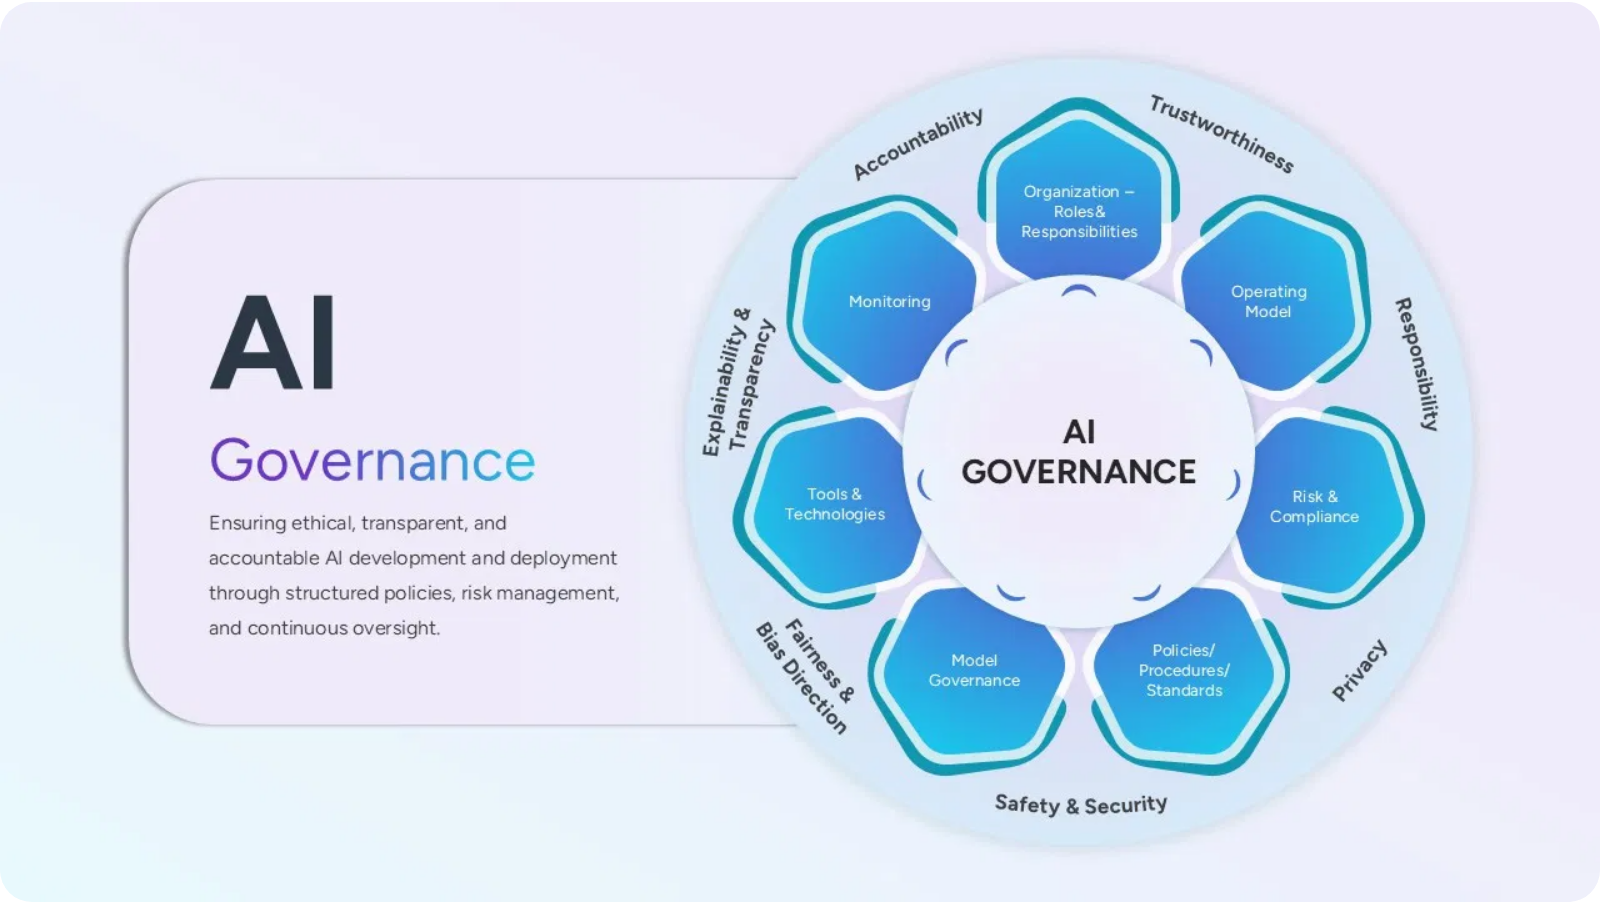 AI
Governance
Ensuring ethical, transparent, and
accountable AI development and deployment
through structured policies, risk management,
and continuous oversight.
AI
GOVERNANCE
Organization –
Roles&
Responsibilities
Operating
Model
Risk &
Compliance
Policies/
Procedures/
Standards
Model
Governance
Tools &
Technologies
Monitoring
Accountability
Trustworthiness
Responsibility
Privacy
Safety & Security
Fairness &
Bias Direction
Explainability &
Transparency